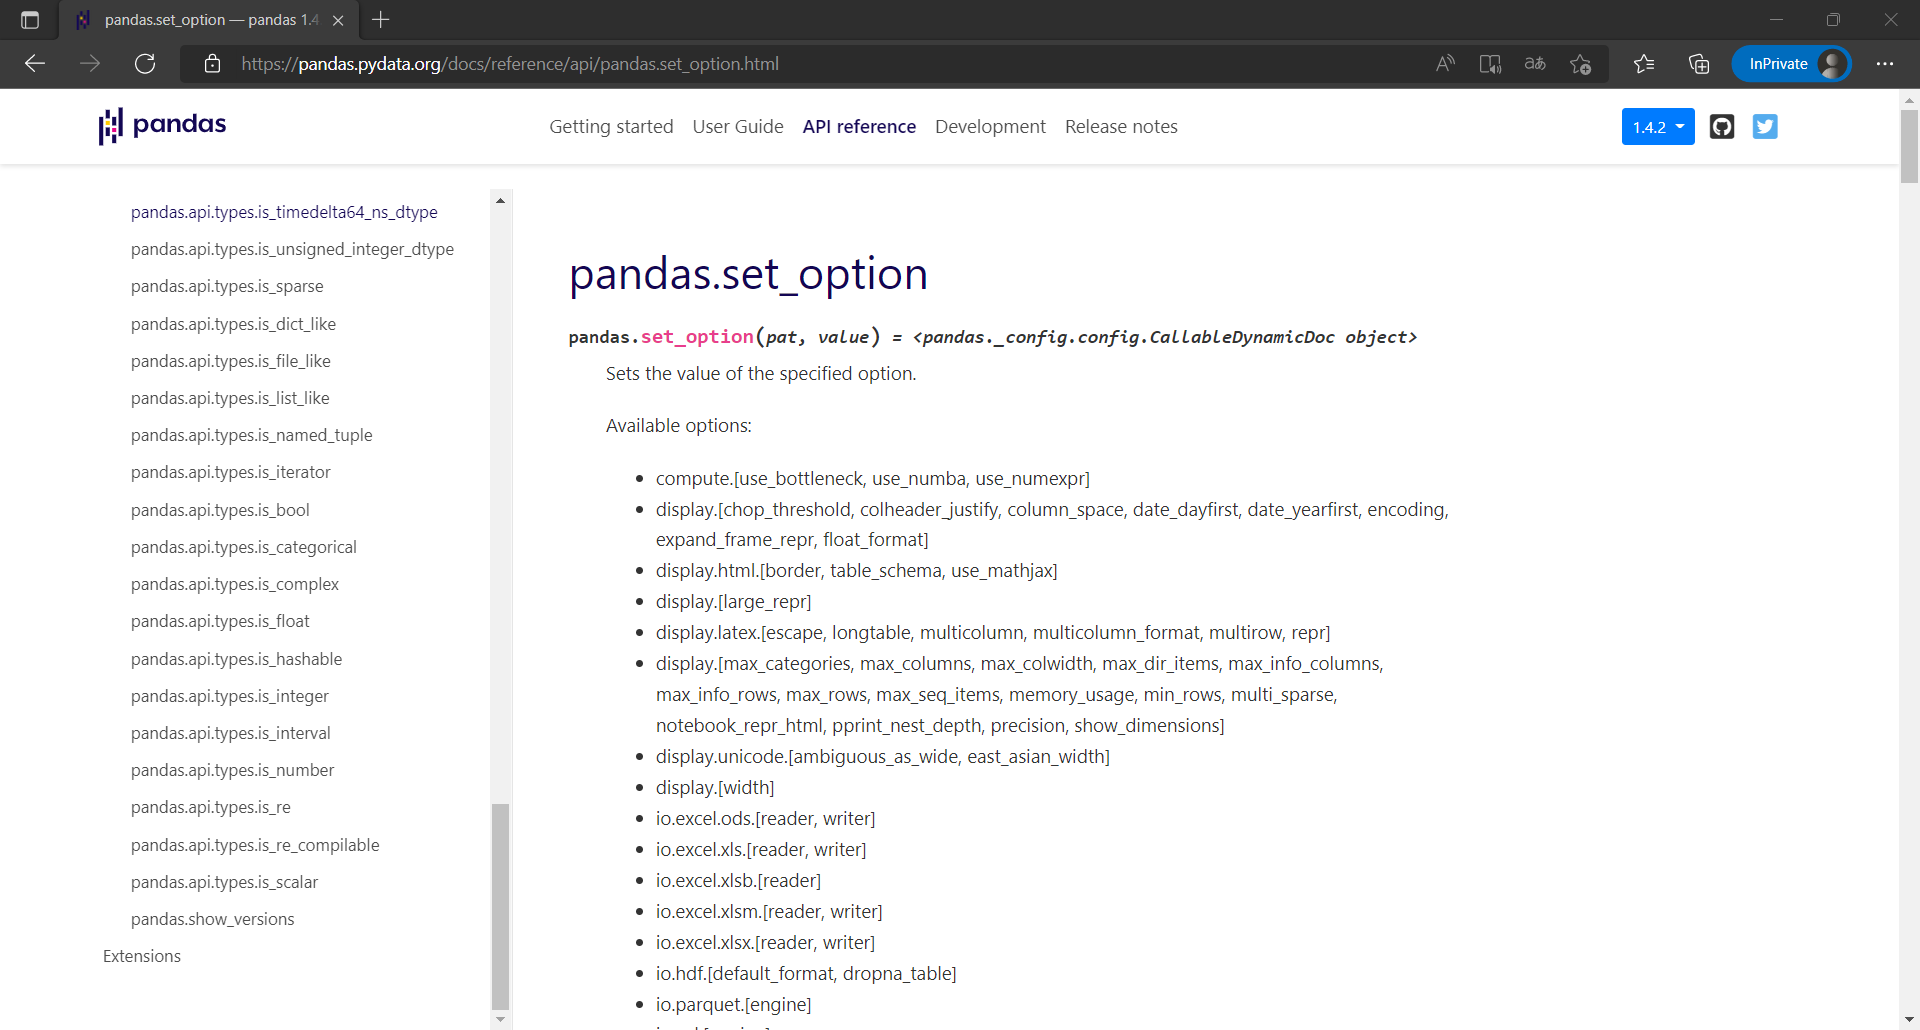 pandas.set_option — pandas 1.4
https://pandas.pydata.org/docs/reference/api/pandas.set_option.html
InPrivate
pandas
Getting started User Guide API reference Development Release notes
1.4.2
pandas.api.types.is_timedelta64_ns_dtype
pandas.api.types.is_unsigned_integer_dtype
pandas.api.types.is_sparse
pandas.api.types.is_dict_like
pandas.api.types.is_file_like
pandas.api.types.is_list_like
pandas.api.types.is_named_tuple
pandas.api.types.is_iterator
pandas.api.types.is_bool
pandas.api.types.is_categorical
pandas.api.types.is_complex
pandas.api.types.is_float
pandas.api.types.is_hashable
pandas.api.types.is_integer
pandas.api.types.is_interval
pandas.api.types.is_number
pandas.api.types.is_re
pandas.api.types.is_re_compilable
pandas.api.types.is_scalar
pandas.show_versions
Extensions
pandas.set_option
pandas.set_option(pat, value) = <pandas._config.config.CallableDynamicDoc object>
Sets the value of the specified option.
Available options:
• compute.[use_bottleneck, use_numba, use_numexpr]
• display.[chop_threshold, colheader_justify, column_space, date_dayfirst, date_yearfirst, encoding,
expand_frame_repr, float_format]
• display.html.[border, table_schema, use_mathjax]
• display.[large_repr]
• display.latex.[escape, longtable, multicolumn, multicolumn_format, multirow, repr]
• display.[max_categories, max_columns, max_colwidth, max_dir_items, max_info_columns,
max_info_rows, max_rows, max_seq_items, memory_usage, min_rows, multi_sparse,
notebook_repr_html, pprint_nest_depth, precision, show_dimensions]
• display.unicode.[ambiguous_as_wide, east_asian_width]
• display.[width]
• io.excel.ods.[reader, writer]
• io.excel.xls.[reader, writer]
• io.excel.xlsb.[reader]
• io.excel.xlsm.[reader, writer]
• io.excel.xlsx.[reader, writer]
• io.hdf.[default_format, dropna_table]
• io.parquet.[engine]